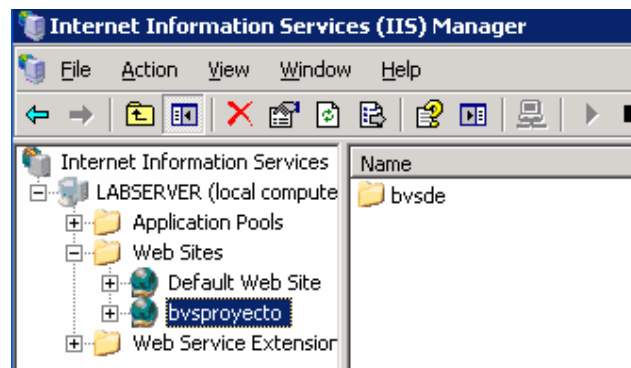 Internet Information Services (IIS) Manager
File Action View Window Help
Internet Information Services
LABSERVER (local compute
Application Pools
Web Sites
Default Web Site
bvsproyecto
Web Service Extension
Name
bvsde